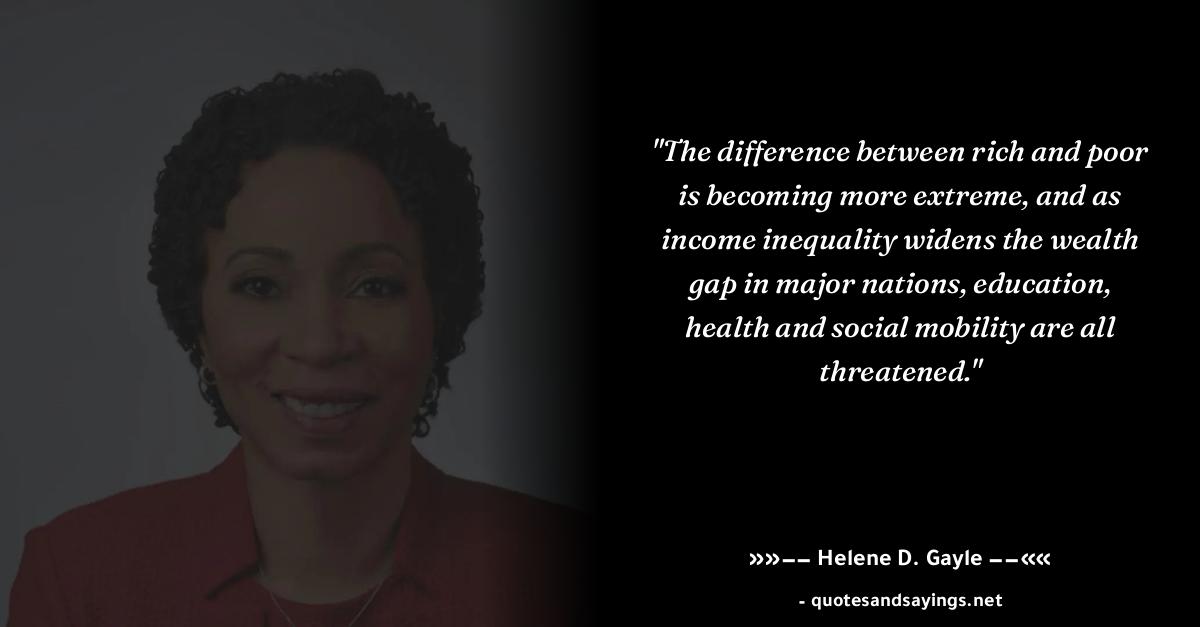 "The difference between rich and poor
is becoming more extreme, and as
income inequality widens the wealth
gap in major nations, education,
health and social mobility are all
threatened."
»»−− Helene D. Gayle −−««
- quotesandsayings.net